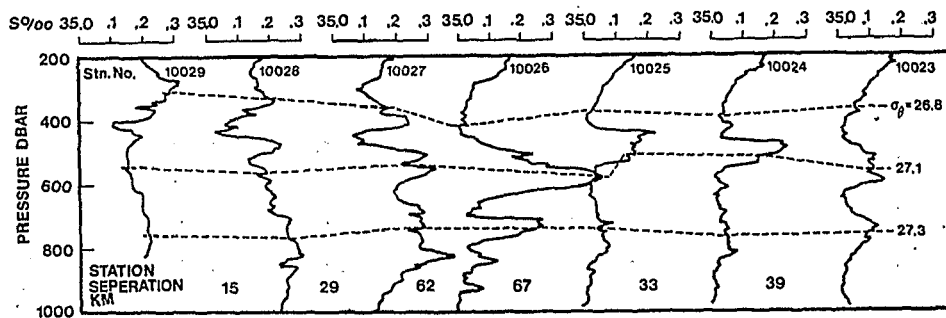 S‰ 35.0 .1 .2 .3 35.0 .1 .2 .3 35.0 .1 .2 .3 35.0 .1 .2 .3 35.0 .1 .2 .3 35.0 .1 .2 .3 35.0 .1 .2 .3
200
Stn. No. 10029 10028 10027 10026 10025 10024 10023
σθ=26.8
400
27.1
600
27.3
800
1000
PRESSURE DBAR
STATION
SEPERATION
KM 15 29 62 67 33 39